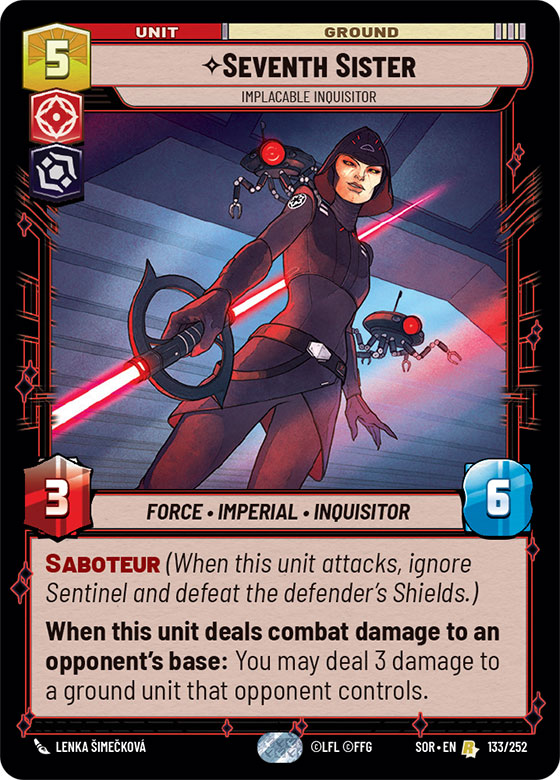 UNIT
GROUND
5
SEVENTH SISTER
IMPLACABLE INQUISITOR
3
FORCE • IMPERIAL • INQUISITOR
6
SABOTEUR (When this unit attacks, ignore
Sentinel and defeat the defender's Shields.)
When this unit deals combat damage to an
opponent's base: You may deal 3 damage to
a ground unit that opponent controls.
LENKA ŠIMEČKOVÁ ©LFL ©FFG SOR • EN R 133/252